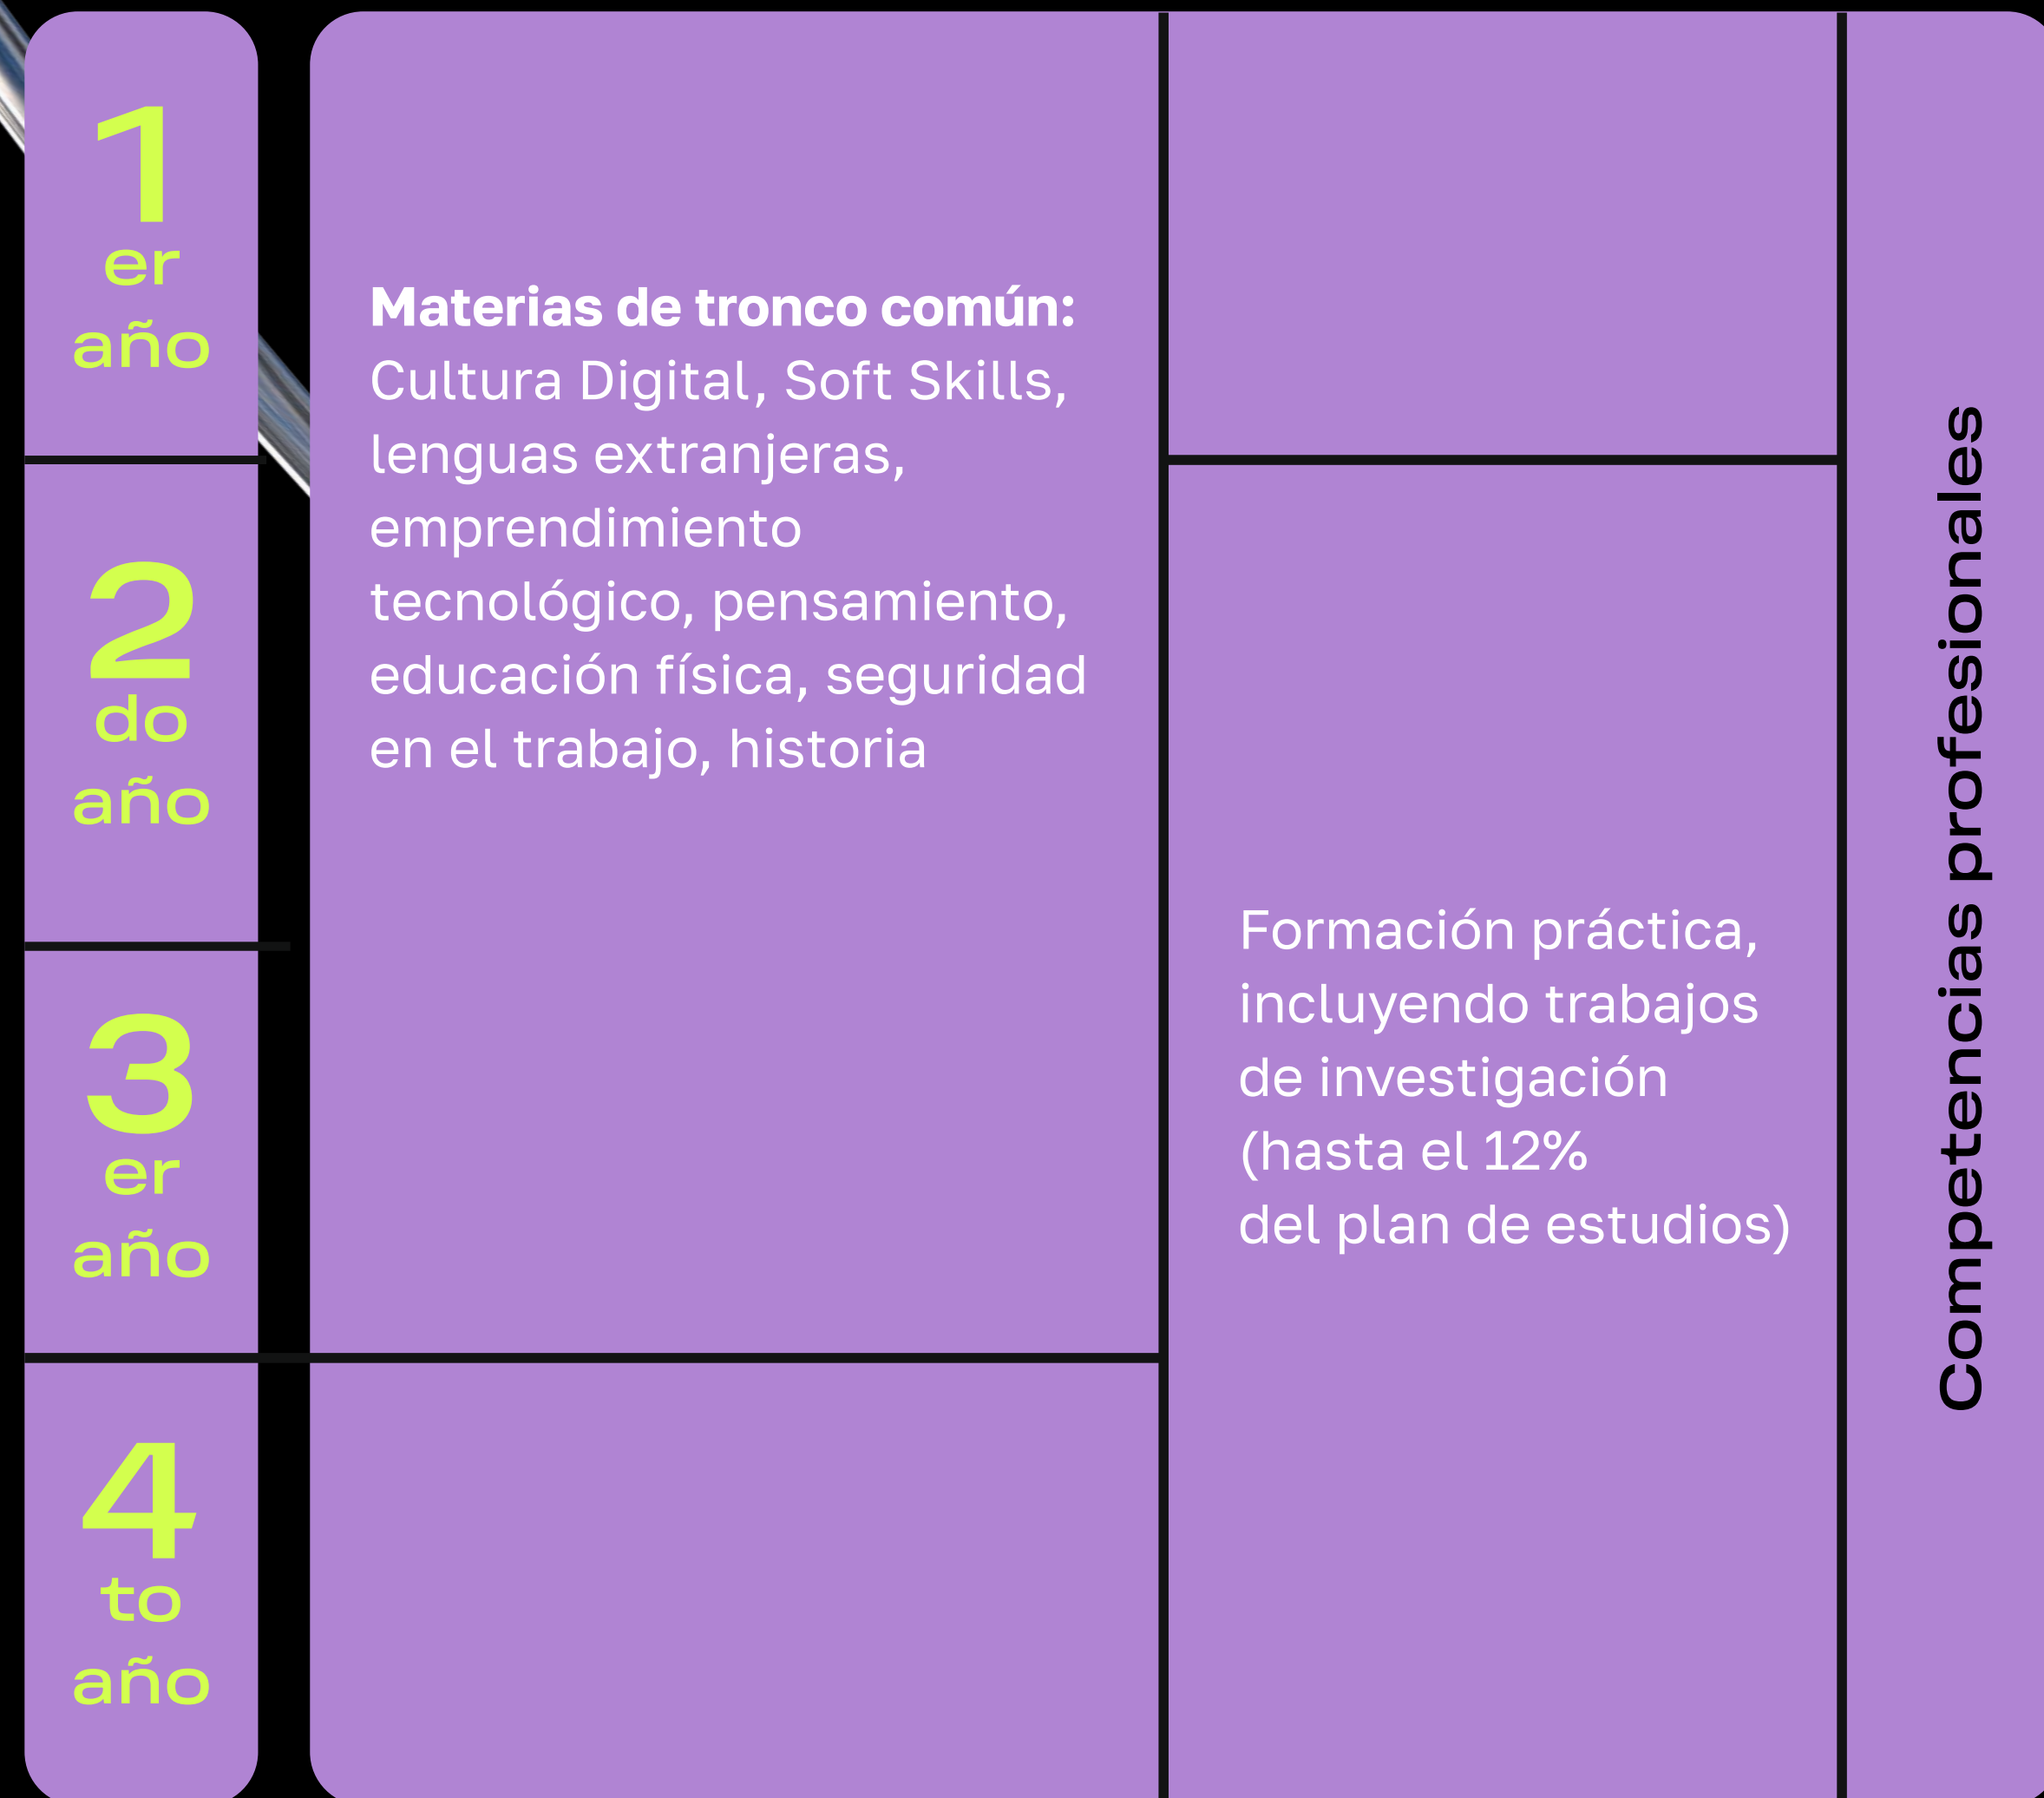 1
er
año
2
do
año
3
er
año
4
to
año
Materias de tronco común:
Cultura Digital, Soft Skills,
lenguas extranjeras,
emprendimiento
tecnológico, pensamiento,
educación física, seguridad
en el trabajo, historia
Formación práctica,
incluyendo trabajos
de investigación
(hasta el 12%
del plan de estudios)
Competencias profesionales